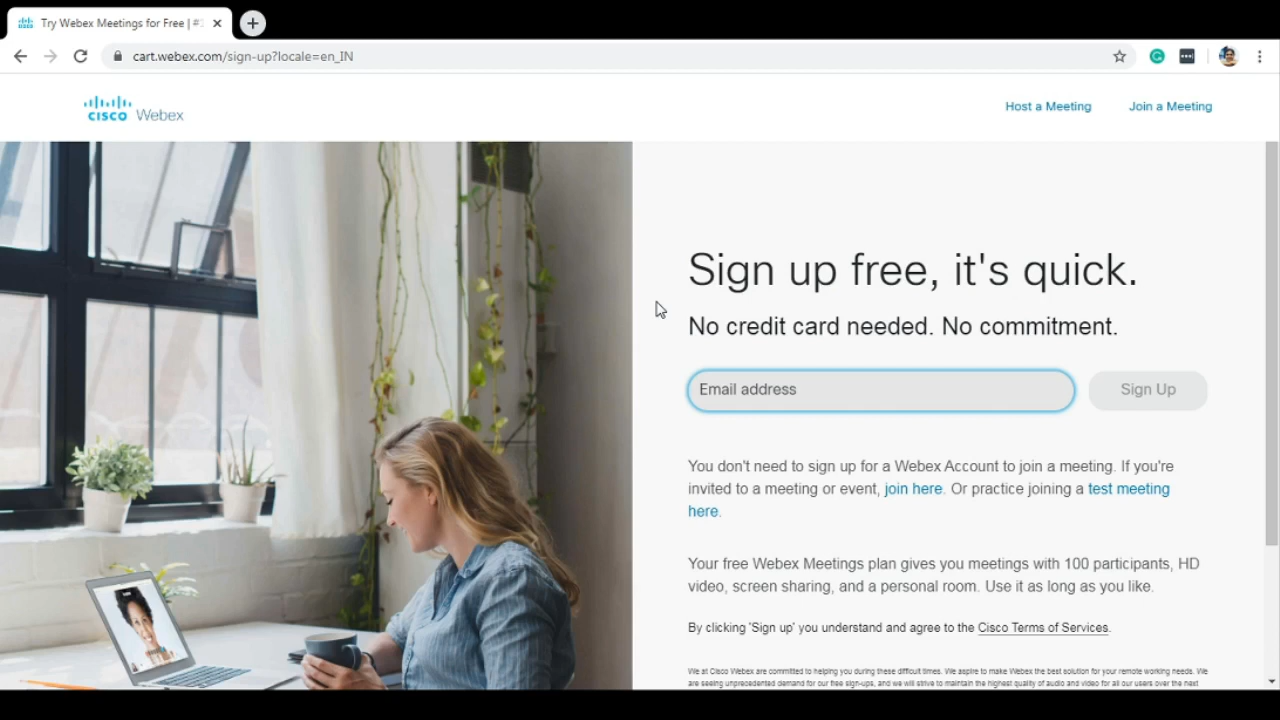 Try Webex Meetings for Free | #
cart.webex.com/sign-up?locale=en_IN
CISCO Webex
Host a Meeting
Join a Meeting
Sign up free, it's quick.
No credit card needed. No commitment.
Email address
Sign Up
You don't need to sign up for a Webex Account to join a meeting. If you're
invited to a meeting or event, join here. Or practice joining a test meeting
here.
Your free Webex Meetings plan gives you meetings with 100 participants, HD
video, screen sharing, and a personal room. Use it as long as you like.
By clicking 'Sign up' you understand and agree to the Cisco Terms of Services.
We at Cisco Webex are committed to helping you during these difficult times. We aspire to make Webex the best solution for your remote working needs. We
are seeing unprecedented demand for our free sign-ups, and we will strive to maintain the highest quality of audio and video for all our users over the next